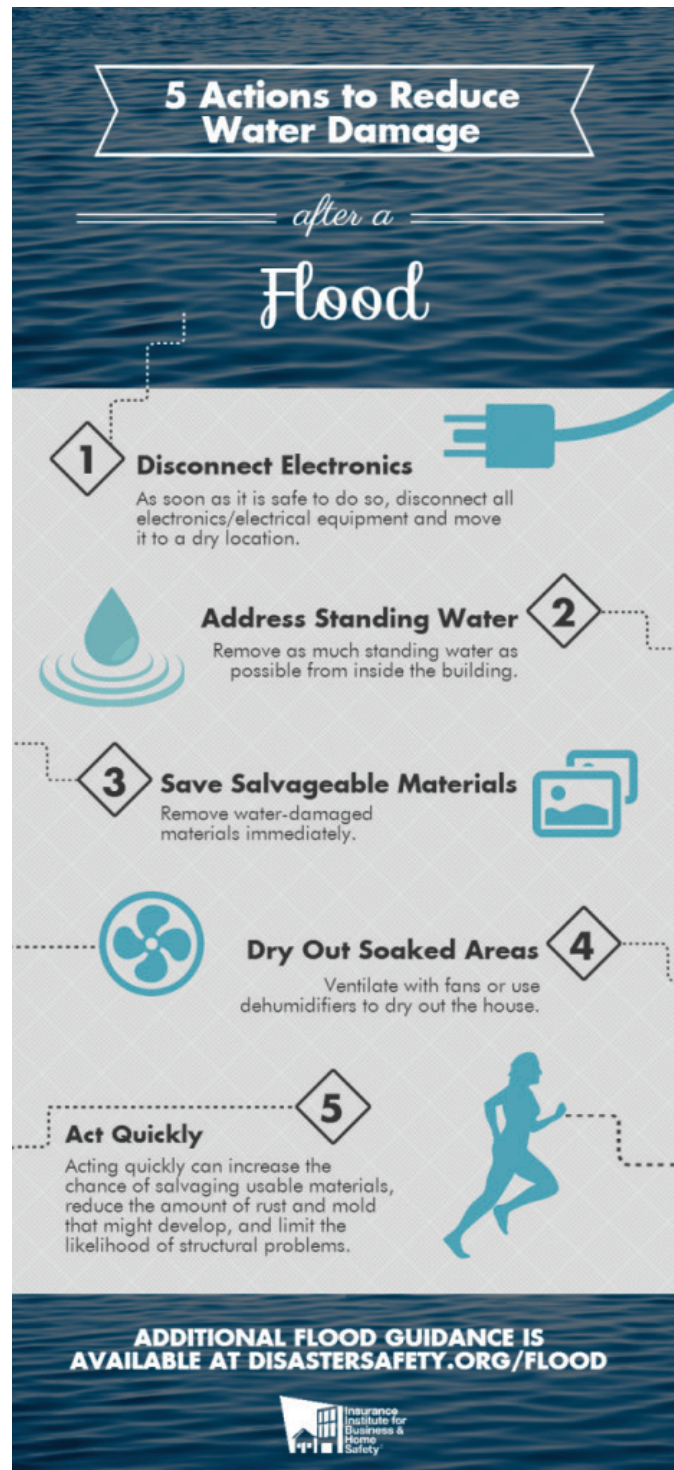 5 Actions to Reduce
Water Damage
after a
Flood
1
Disconnect Electronics
As soon as it is safe to do so, disconnect all
electronics/electrical equipment and move
it to a dry location.
Address Standing Water
2
Remove as much standing water as
possible from inside the building.
3
Save Salvageable Materials
Remove water-damaged
materials immediately.
Dry Out Soaked Areas
4
Ventilate with fans or use
dehumidifiers to dry out the house.
5
Act Quickly
Acting quickly can increase the
chance of salvaging usable materials,
reduce the amount of rust and mold
that might develop, and limit the
likelihood of structural problems.
ADDITIONAL FLOOD GUIDANCE IS
AVAILABLE AT DISASTERSAFETY.ORG/FLOOD
Insurance
Institute for
Business &
Home
Safety